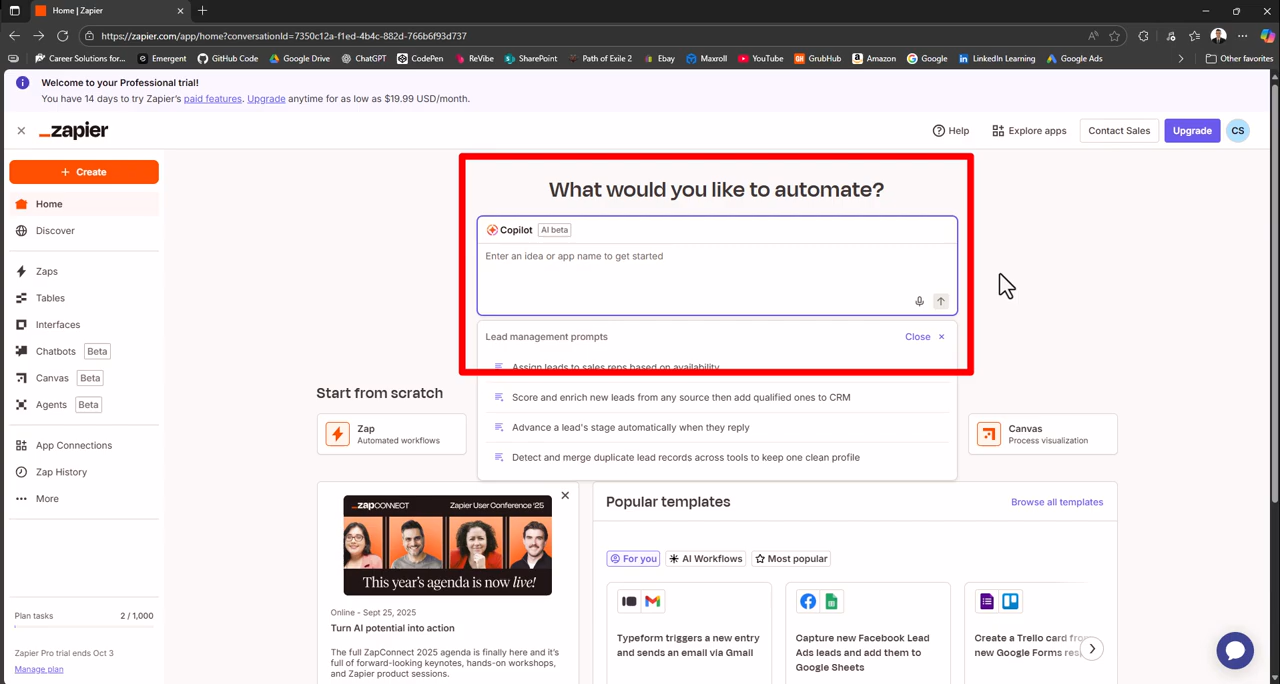 Home | Zapier
https://zapier.com/app/home?conversationId=7350c12a-f1ed-4b4c-882d-766b6f93d737
Career Solutions for...
Emergent
GitHub Code
Google Drive
ChatGPT
CodePen
ReVibe
SharePoint
Path of Exile 2
Ebay
Maxroll
YouTube
GrubHub
Amazon
Google
LinkedIn Learning
Google Ads
Other favorites
Welcome to your Professional trial!
You have 14 days to try Zapier's paid features. Upgrade anytime for as low as $19.99 USD/month.
_zapier
Help
Explore apps
Contact Sales
Upgrade
CS
+ Create
Home
Discover
Zaps
Tables
Interfaces
Chatbots Beta
Canvas Beta
Agents Beta
App Connections
Zap History
More
Plan tasks 2 / 1,000
Zapier Pro trial ends Oct 3
Manage plan
What would you like to automate?
Copilot AI beta
Enter an idea or app name to get started
Lead management prompts
Close ×
Assign leads to sales reps based on availability
Score and enrich new leads from any source then add qualified ones to CRM
Advance a lead's stage automatically when they reply
Detect and merge duplicate lead records across tools to keep one clean profile
Start from scratch
Zap
Automated workflows
Canvas
Process visualization
_zapCONNECT
Zapier User Conference '25
This year's agenda is now live!
Online - Sept 25, 2025
Turn AI potential into action
The full ZapConnect 2025 agenda is finally here and it's
full of forward-looking keynotes, hands-on workshops,
and Zapier product sessions.
Popular templates
Browse all templates
For you
AI Workflows
Most popular
Typeform triggers a new entry
and sends an email via Gmail
Capture new Facebook Lead
Ads leads and add them to
Google Sheets
Create a Trello card
new Google Forms